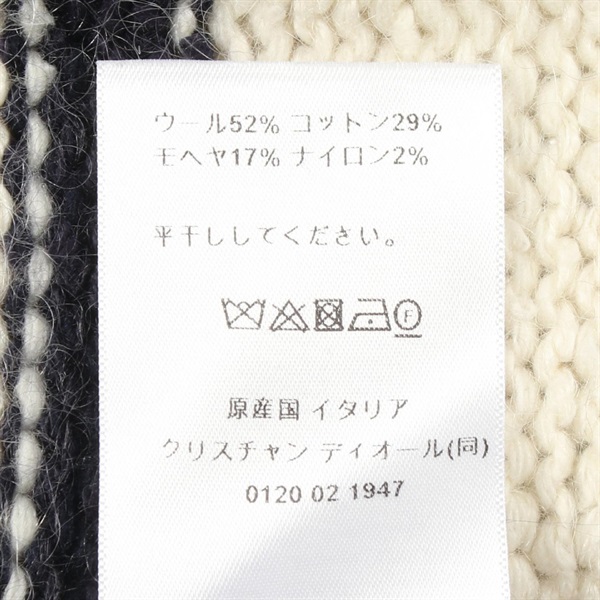 ウール52% コットン29%
モヘヤ17% ナイロン2%
平干ししてください。
F
原産国 イタリア
クリスチャン ディオール(同)
0120 02 1947